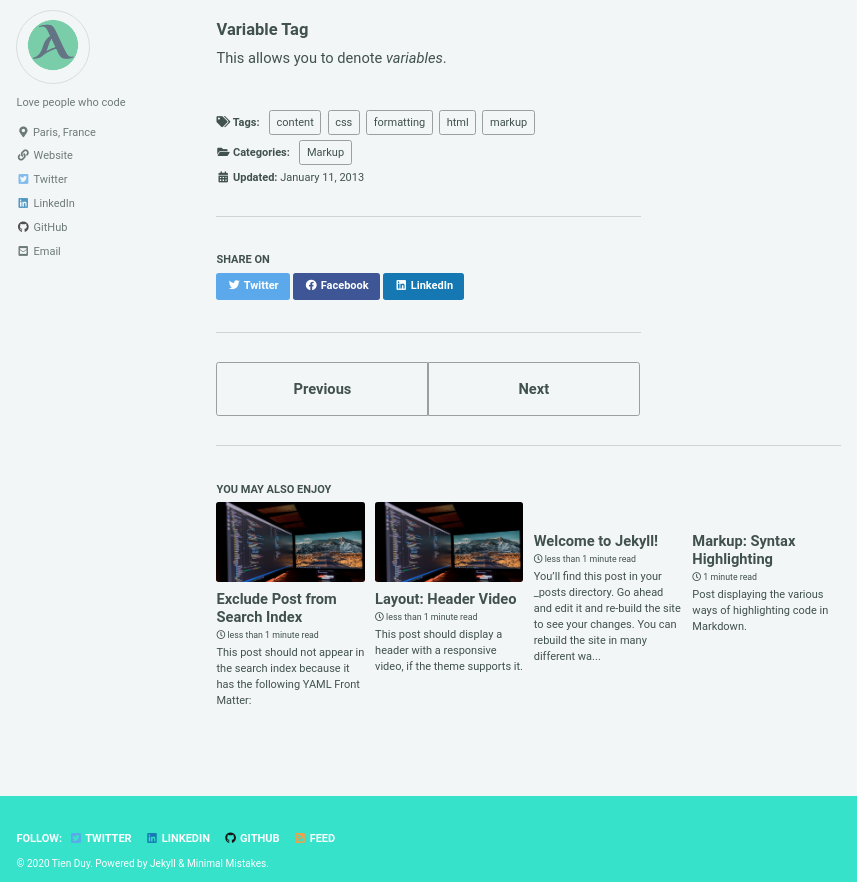 Variable Tag
This allows you to denote variables.
Love people who code
Paris, France
Website
Twitter
LinkedIn
GitHub
Email
Tags: content css formatting html markup
Categories: Markup
Updated: January 11, 2013
SHARE ON
Twitter Facebook LinkedIn
Previous Next
YOU MAY ALSO ENJOY
Exclude Post from
Search Index
less than 1 minute read
This post should not appear in
the search index because it
has the following YAML Front
Matter:
Layout: Header Video
less than 1 minute read
This post should display a
header with a responsive
video, if the theme supports it.
Welcome to Jekyll!
less than 1 minute read
You’ll find this post in your
_posts directory. Go ahead
and edit it and re-build the site
to see your changes. You can
rebuild the site in many
different wa...
Markup: Syntax
Highlighting
1 minute read
Post displaying the various
ways of highlighting code in
Markdown.
FOLLOW: TWITTER LINKEDIN GITHUB FEED
© 2020 Tien Duy. Powered by Jekyll & Minimal Mistakes.